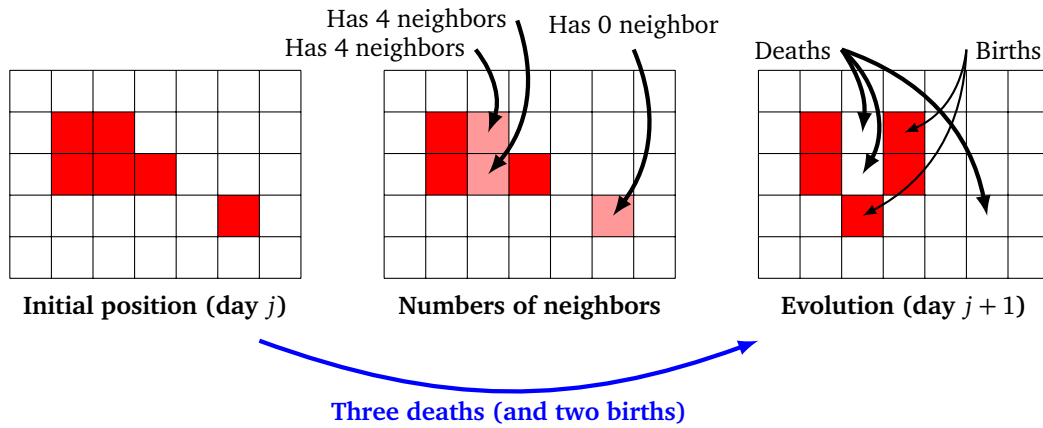 Has 4 neighbors
Has 4 neighbors
Has 0 neighbor
Deaths
Births
Initial position (day j)
Numbers of neighbors
Evolution (day j + 1)
Three deaths (and two births)